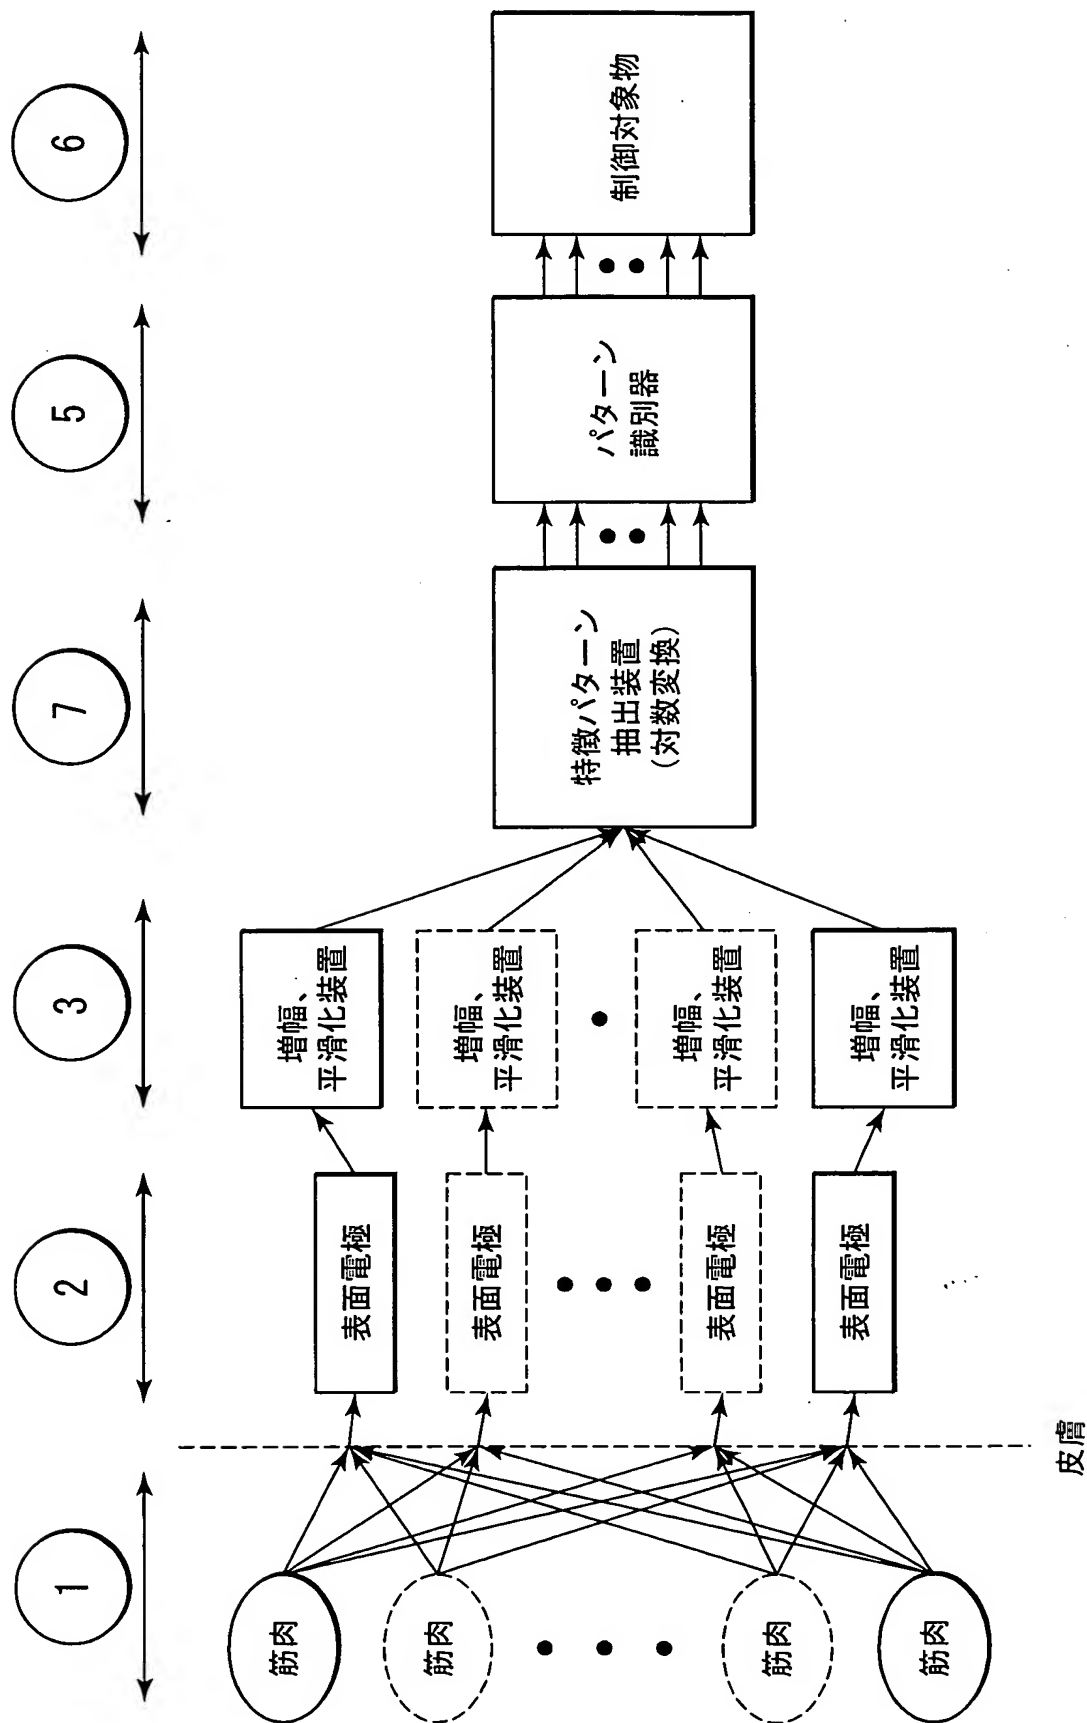 1
2
3
7
5
6
筋肉
筋肉
筋肉
筋肉
皮膚
表面電極
表面電極
表面電極
表面電極
増幅、
平滑化装置
増幅、
平滑化装置
増幅、
平滑化装置
増幅、
平滑化装置
特徴パターン
抽出装置
(対数変換)
パターン
識別器
制御対象物